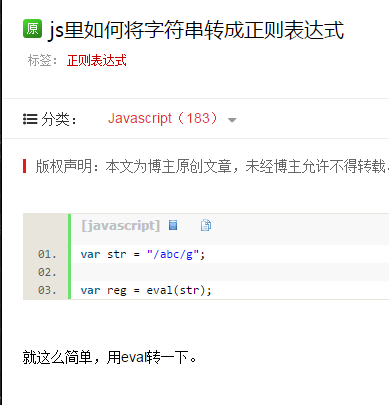 原 js里如何将字符串转成正则表达式
标签： 正则表达式
分类： Javascript（183）
版权声明：本文为博主原创文章，未经博主允许不得转载
[javascript]
01. var str = "/abc/g";
02.
03. var reg = eval(str);
就这么简单，用eval转一下。